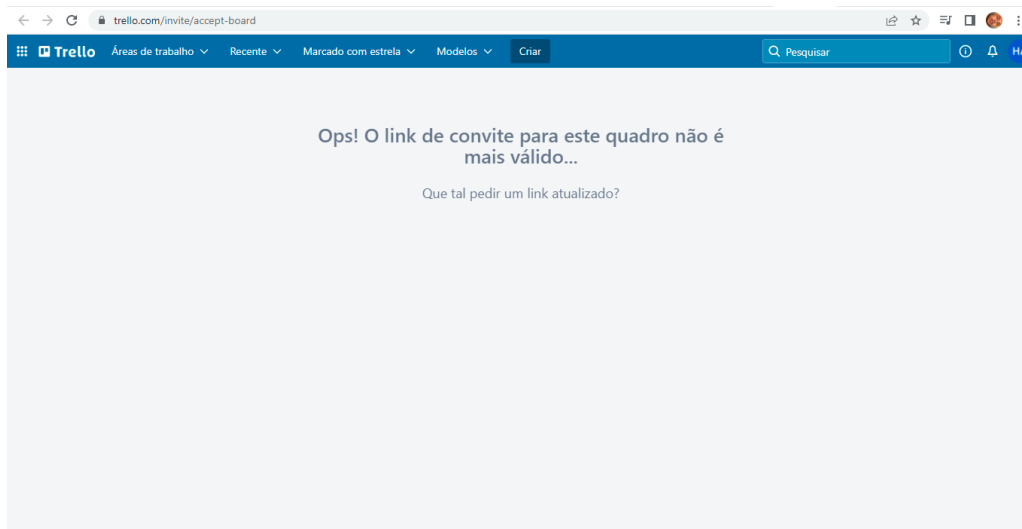 trello.com/invite/accept-board
Trello Áreas de trabalho Recente Marcado com estrela Modelos Criar Pesquisar
Ops! O link de convite para este quadro não é
mais válido...
Que tal pedir um link atualizado?